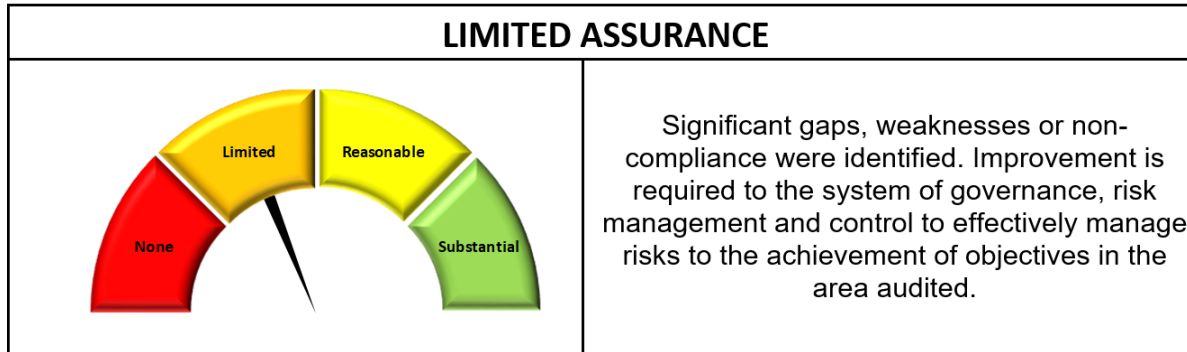 LIMITED ASSURANCE
Limited
Reasonable
None
Substantial
Significant gaps, weaknesses or non-
compliance were identified. Improvement is
required to the system of governance, risk
management and control to effectively manage
risks to the achievement of objectives in the
area audited.